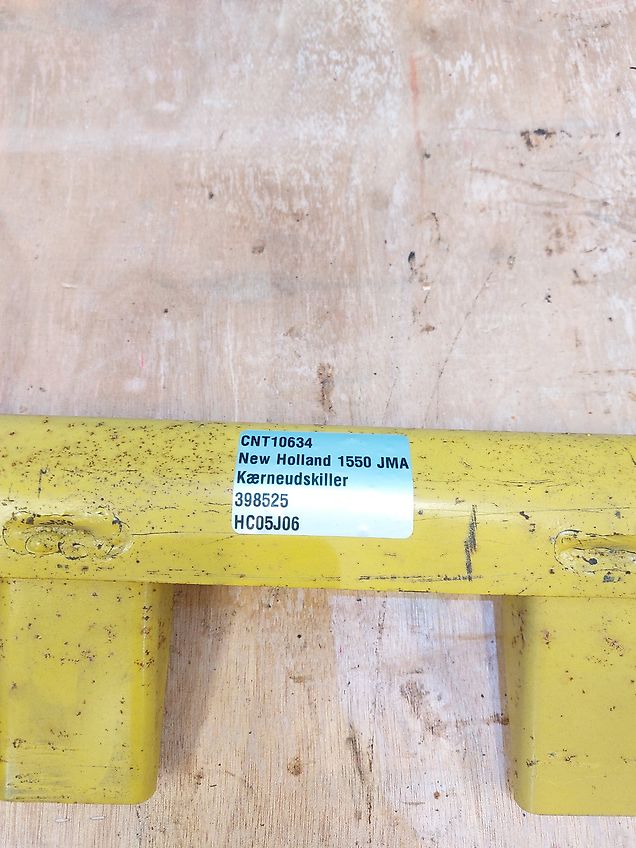 CNT10634
New Holland 1550 JMA
Kærneudskiller
398525
HC05J06